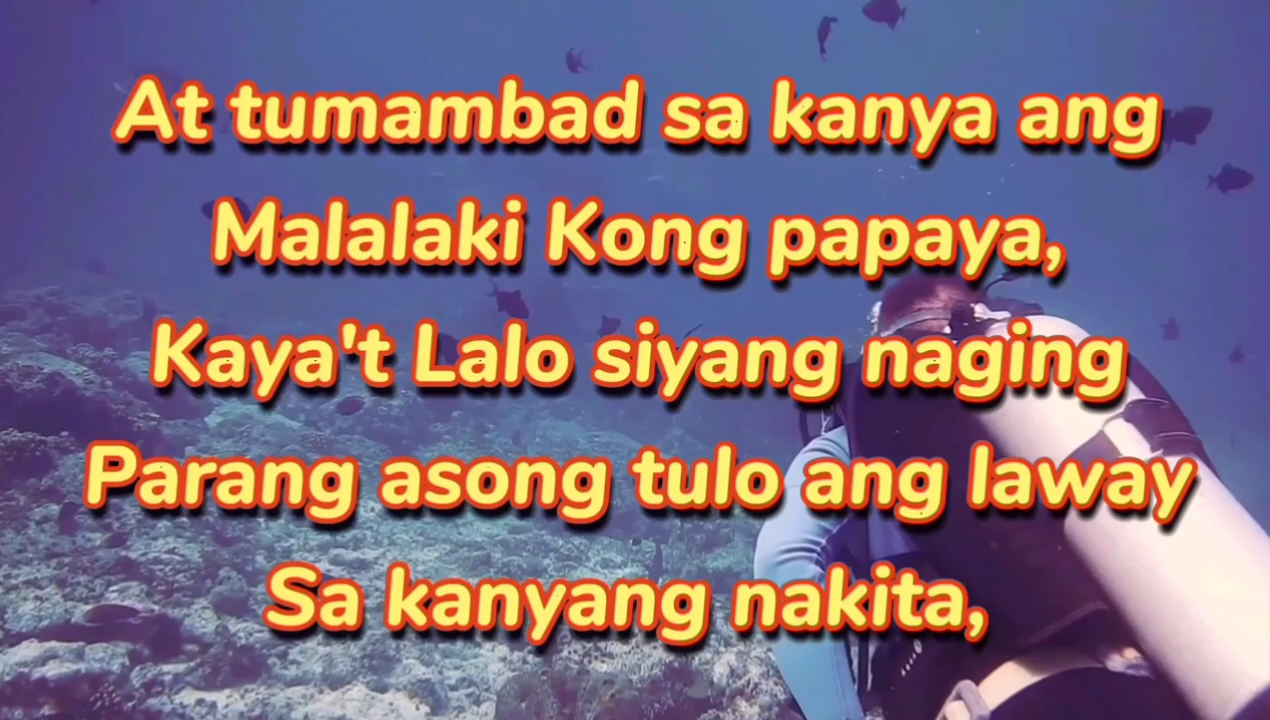 At tumambad sa kanya ang
Malalaki Kong papaya,
Kaya't Lalo siyang naging
Parang asong tulo ang laway
Sa kanyang nakita,